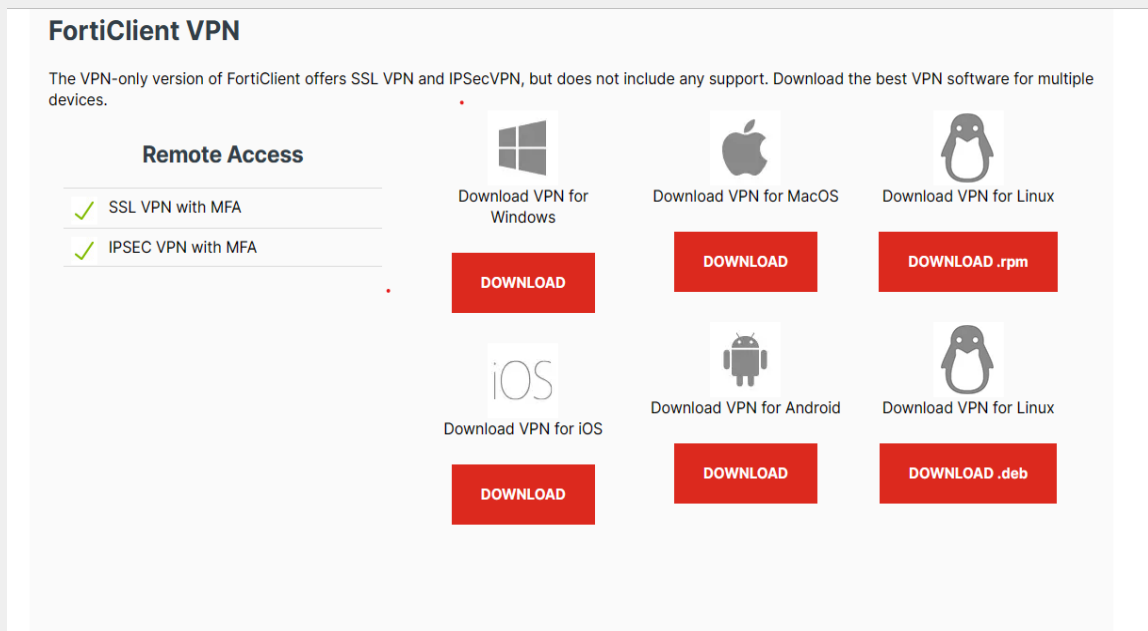 FortiClient VPN
The VPN-only version of FortiClient offers SSL VPN and IPSecVPN, but does not include any support. Download the best VPN software for multiple
devices.
Remote Access
SSL VPN with MFA
IPSEC VPN with MFA
Download VPN for
Windows
DOWNLOAD
Download VPN for MacOS
DOWNLOAD
Download VPN for Linux
DOWNLOAD .rpm
iOS
Download VPN for iOS
DOWNLOAD
Download VPN for Android
DOWNLOAD
Download VPN for Linux
DOWNLOAD .deb